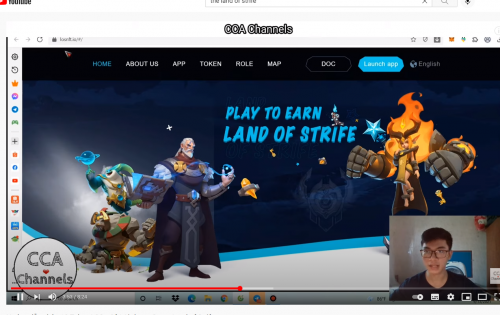 YouTube
the land of strife
CCA Channels
HOME ABOUT US APP TOKEN ROLE MAP DOC Launch app English
PLAY TO EARN
LAND OF STRIFE
CCA
Channels